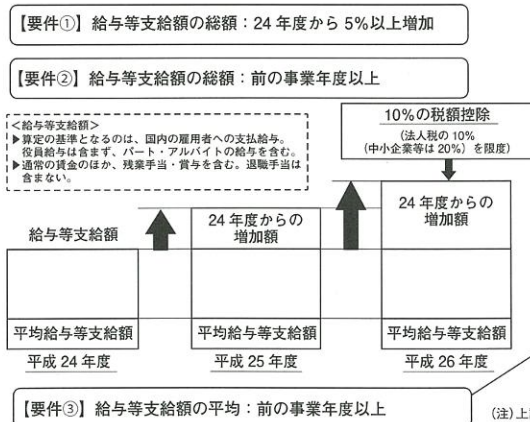 【要件①】給与等支給額の総額：24年度から5%以上増加
【要件②】給与等支給額の総額：前の事業年度以上
＜給与等支給額＞
▶算定の基準となるのは、国内の雇用者への支払給与。
役員給与は含まず、パート・アルバイトの給与を含む。
▶通常の賃金のほか、残業手当・賞与を含む。退職手当は
含まない。
10%の税額控除
（法人税の10%
（中小企業等は20%）を限度）
給与等支給額
24年度からの
増加額
24年度からの
増加額
平均給与等支給額
平均給与等支給額
平均給与等支給額
平成24年度
平成25年度
平成26年度
【要件③】給与等支給額の平均：前の事業年度以上
（注）上